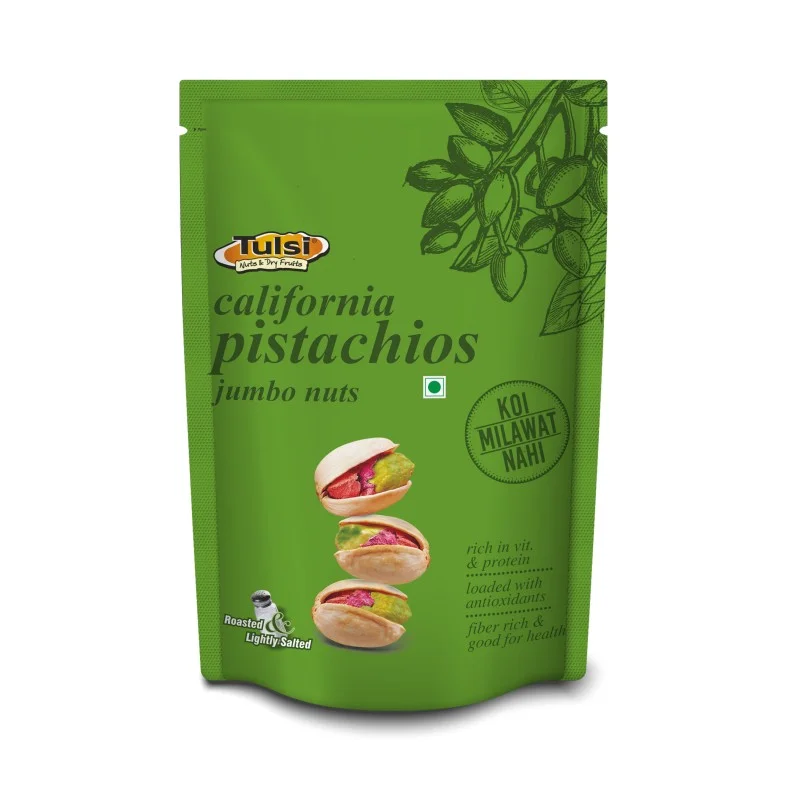 Tulsi®
Nuts & Dry Fruits
california
pistachios
jumbo nuts
KOI
MILAWAT
NAHI
rich in vit.
& protein
loaded with
antioxidants
fiber rich &
good for health
Roasted
&
Lightly Salted